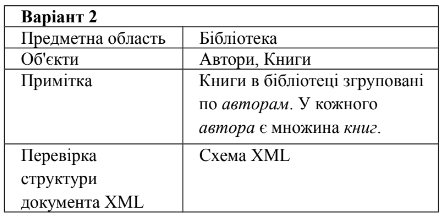 Варіант 2
Предметна область Бібліотека
Об'єкти Автори, Книги
Примітка Книги в бібліотеці згруповані
по авторам. У кожного
автора є множина книг.
Перевірка Схема XML
структури
документа XML